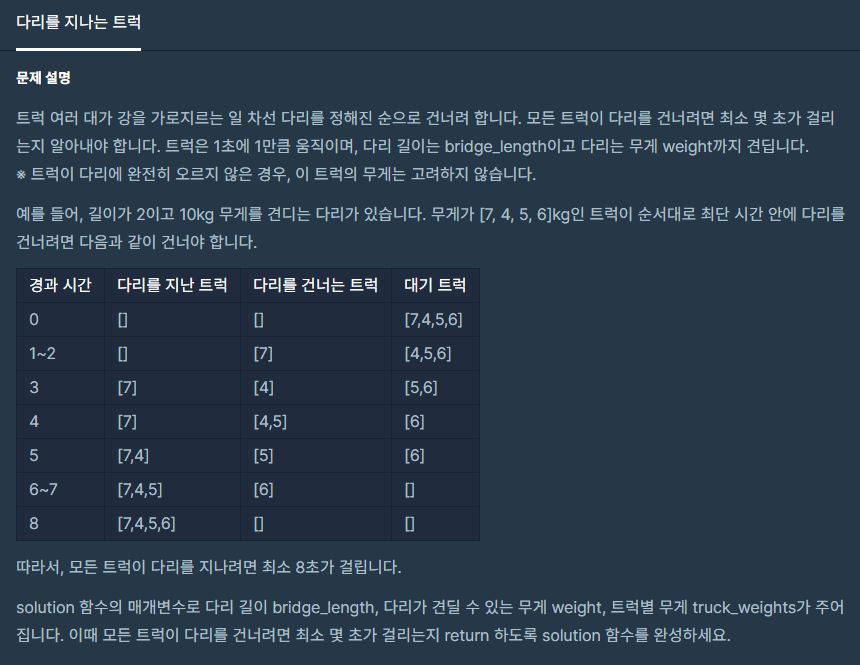 다리를 지나는 트럭
문제 설명
트럭 여러 대가 강을 가로지르는 일 차선 다리를 정해진 순으로 건너려 합니다. 모든 트럭이 다리를 건너려면 최소 몇 초가 걸리
는지 알아내야 합니다. 트럭은 1초에 1만큼 움직이며, 다리 길이는 bridge_length이고 다리는 무게 weight까지 견딥니다.
※ 트럭이 다리에 완전히 오르지 않은 경우, 이 트럭의 무게는 고려하지 않습니다.
예를 들어, 길이가 2이고 10kg 무게를 견디는 다리가 있습니다. 무게가 [7, 4, 5, 6]kg인 트럭이 순서대로 최단 시간 안에 다리를
건너려면 다음과 같이 건너야 합니다.
경과 시간 다리를 지난 트럭 다리를 건너는 트럭 대기 트럭
0 [] [] [7,4,5,6]
1~2 [] [7] [4,5,6]
3 [7] [4] [5,6]
4 [7] [4,5] [6]
5 [7,4] [5] [6]
6~7 [7,4,5] [6] []
8 [7,4,5,6] [] []
따라서, 모든 트럭이 다리를 지나려면 최소 8초가 걸립니다.
solution 함수의 매개변수로 다리 길이 bridge_length, 다리가 견딜 수 있는 무게 weight, 트럭별 무게 truck_weights가 주어
집니다. 이때 모든 트럭이 다리를 건너려면 최소 몇 초가 걸리는지 return 하도록 solution 함수를 완성하세요.